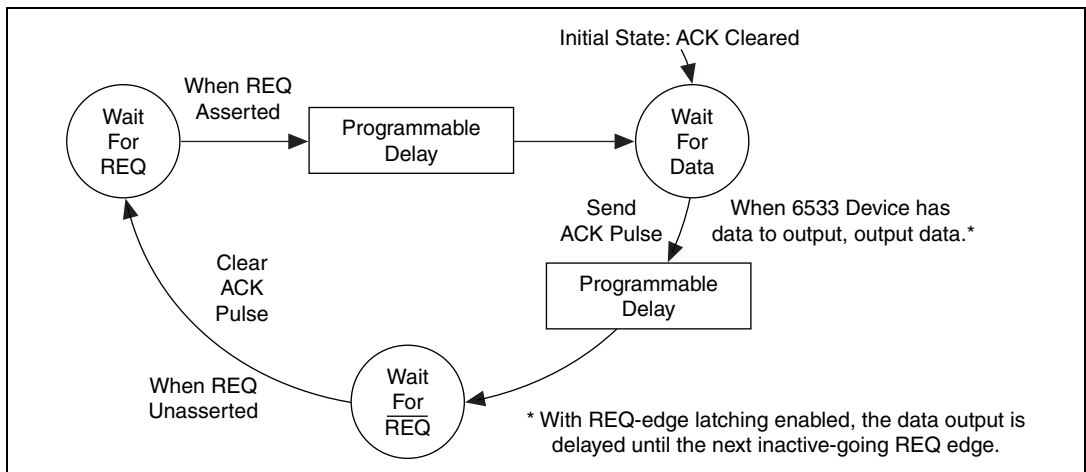 Initial State: ACK Cleared
When REQ
Asserted
Wait
For
REQ
Programmable
Delay
Wait
For
Data
Send
ACK Pulse
When 6533 Device has
data to output, output data.*
Programmable
Delay
Clear
ACK
Pulse
When REQ
Unasserted
Wait
For
R̅E̅Q̅
* With REQ-edge latching enabled, the data output is
delayed until the next inactive-going REQ edge.